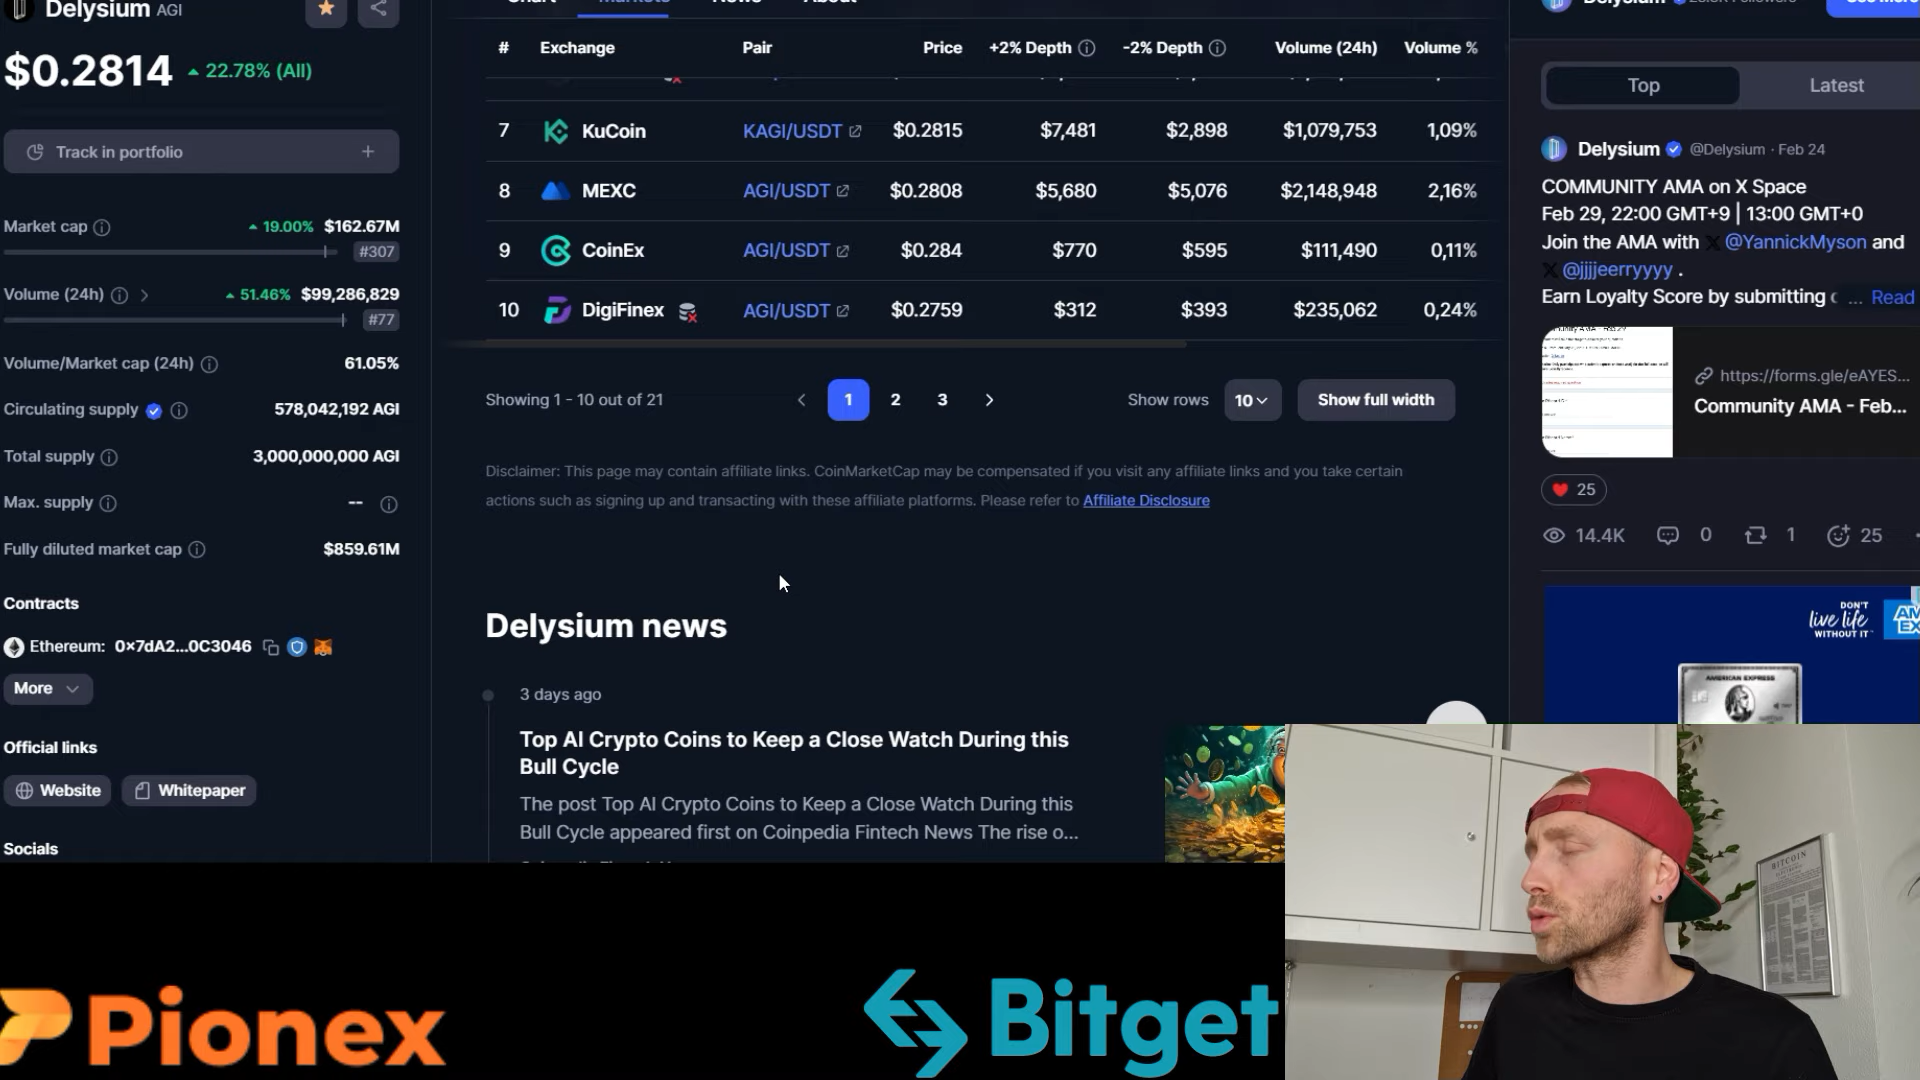 Delysium AGI
$0.2814 22.78% (All)
Track in portfolio +
Market cap 19.00% $162.67M
#307
Volume (24h) 51.46% $99,286,829
#77
Volume/Market cap (24h) 61.05%
Circulating supply 578,042,192 AGI
Total supply 3,000,000,000 AGI
Max. supply --
Fully diluted market cap $859.61M
Contracts
Ethereum: 0x7dA2...0C3046
More
Official links
Website Whitepaper
Socials
Chart Markets News About
# Exchange Pair Price +2% Depth -2% Depth Volume (24h) Volume %
7 KuCoin KAGI/USDT $0.2815 $7,481 $2,898 $1,079,753 1,09%
8 MEXC AGI/USDT $0.2808 $5,680 $5,076 $2,148,948 2,16%
9 CoinEx AGI/USDT $0.284 $770 $595 $111,490 0,11%
10 DigiFinex AGI/USDT $0.2759 $312 $393 $235,062 0,24%
Showing 1 - 10 out of 21
1 2 3
Show rows 10 Show full width
Disclaimer: This page may contain affiliate links. CoinMarketCap may be compensated if you visit any affiliate links and you take certain
actions such as signing up and transacting with these affiliate platforms. Please refer to Affiliate Disclosure
Delysium news
3 days ago
Top AI Crypto Coins to Keep a Close Watch During this
Bull Cycle
The post Top AI Crypto Coins to Keep a Close Watch During this
Bull Cycle appeared first on Coinpedia Fintech News The rise o...
Delysium
Top Latest
Delysium @Delysium · Feb 24
COMMUNITY AMA on X Space
Feb 29, 22:00 GMT+9 | 13:00 GMT+0
Join the AMA with @YannickMyson and
@jjjjeerryyyy .
Earn Loyalty Score by submitting ... Read
https://forms.gle/eAYES...
Community AMA - Feb...
25
14.4K 0 1 25
DON'T
live life
WITHOUT IT
AM
EX
AMERICAN EXPRESS
BITCOIN
Pionex
Bitget